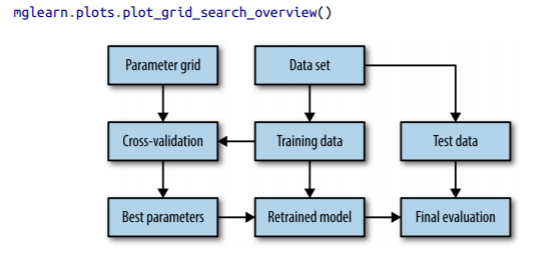 mglearn.plots.plot_grid_search_overview()
Parameter grid
Data set
Cross-validation
Training data
Test data
Best parameters
Retrained model
Final evaluation